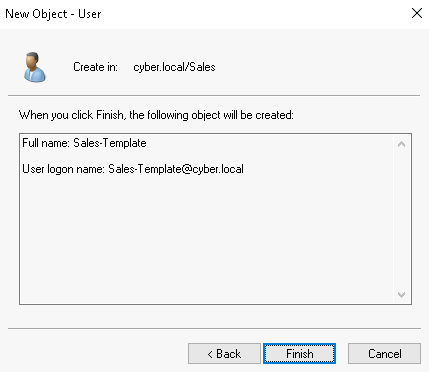 New Object - User
Create in: cyber.local/Sales
When you click Finish, the following object will be created:
Full name: Sales-Template
User logon name: Sales-Template@cyber.local
< Back Finish Cancel